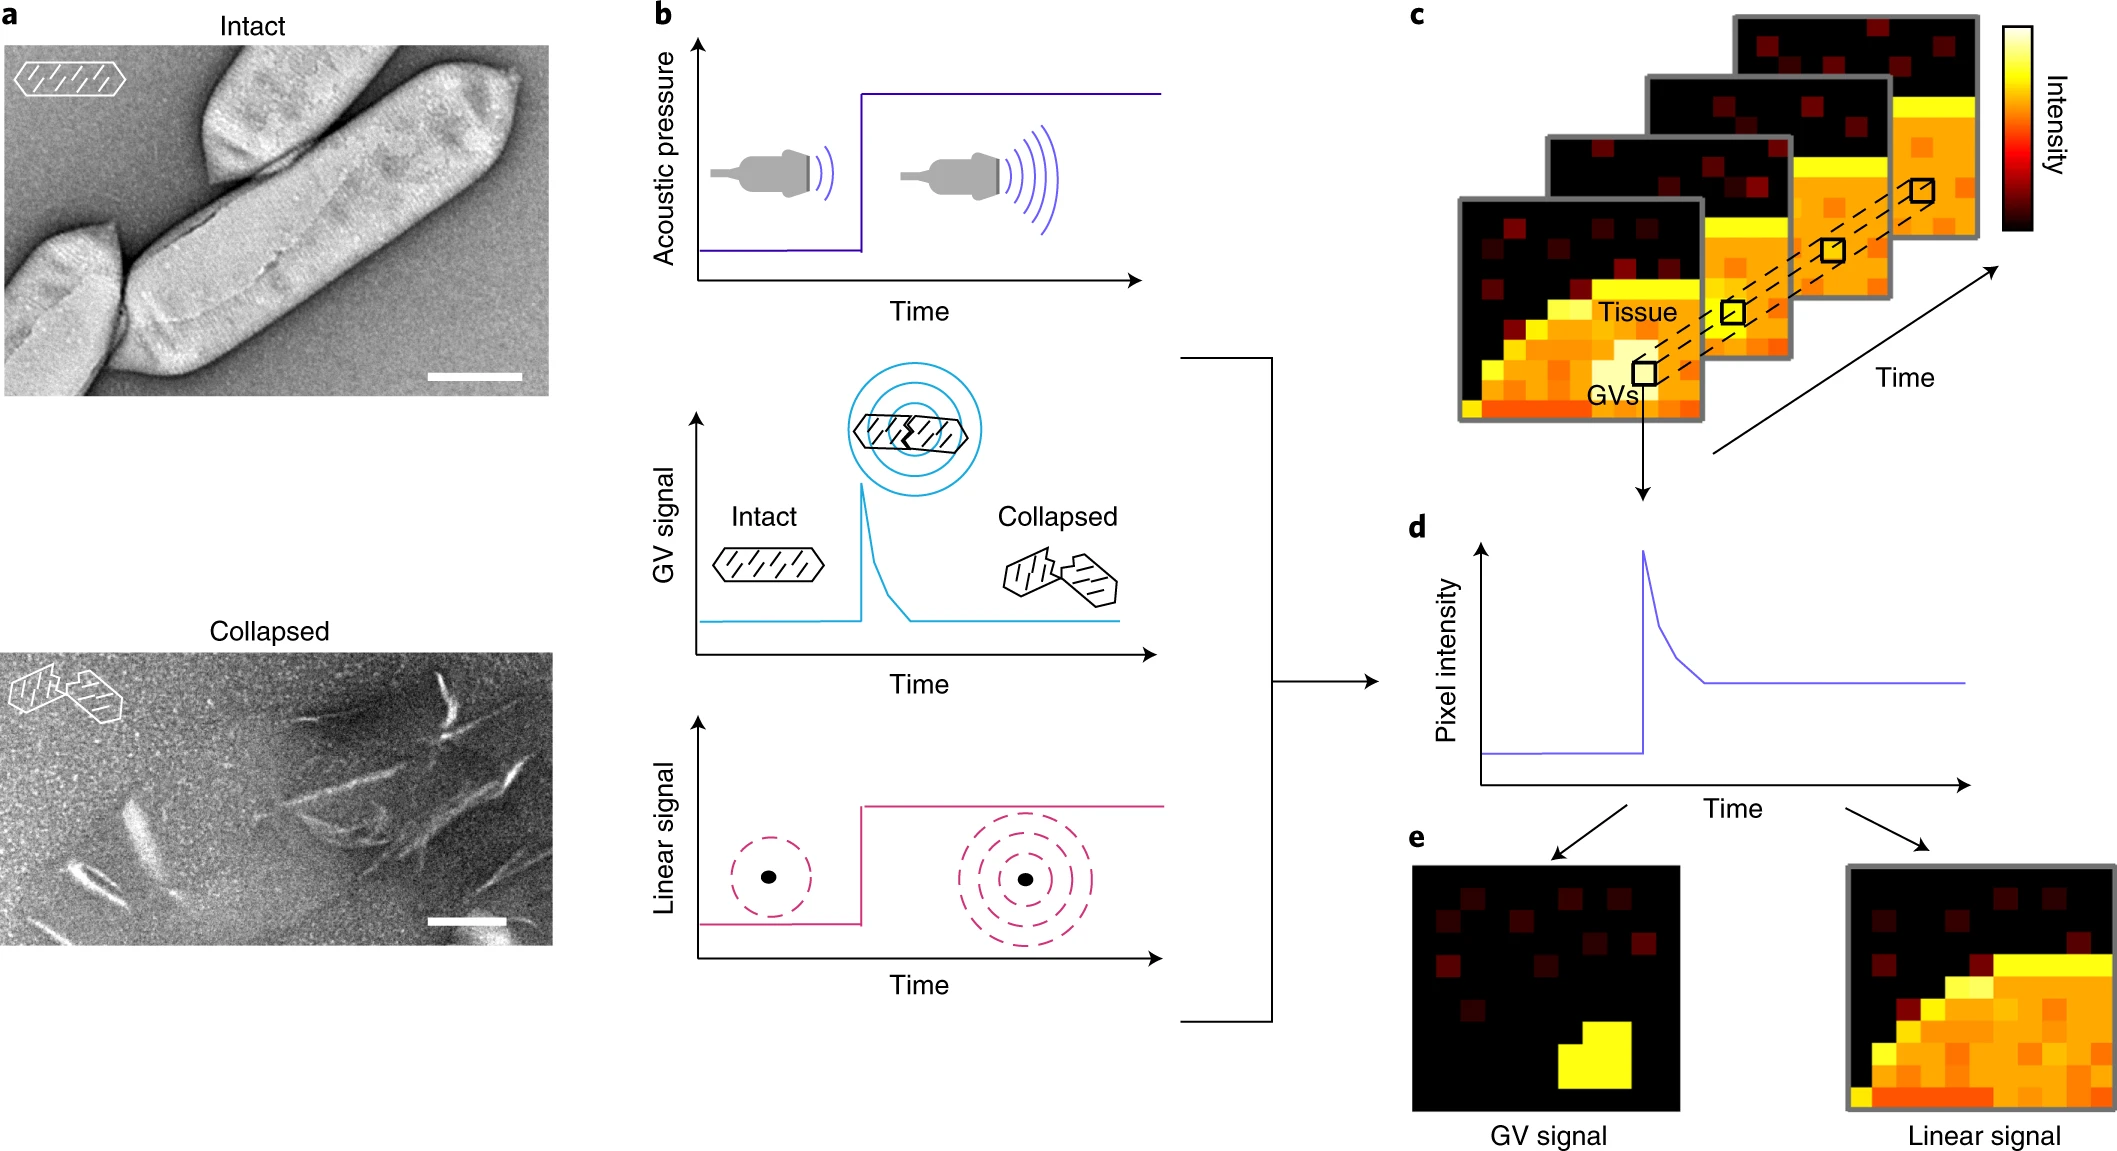 a
Intact
Collapsed
b
Acoustic pressure
Time
GV signal
Intact
Collapsed
Time
Linear signal
Time
c
Intensity
Tissue
GVs
Time
d
Pixel intensity
Time
e
GV signal
Linear signal